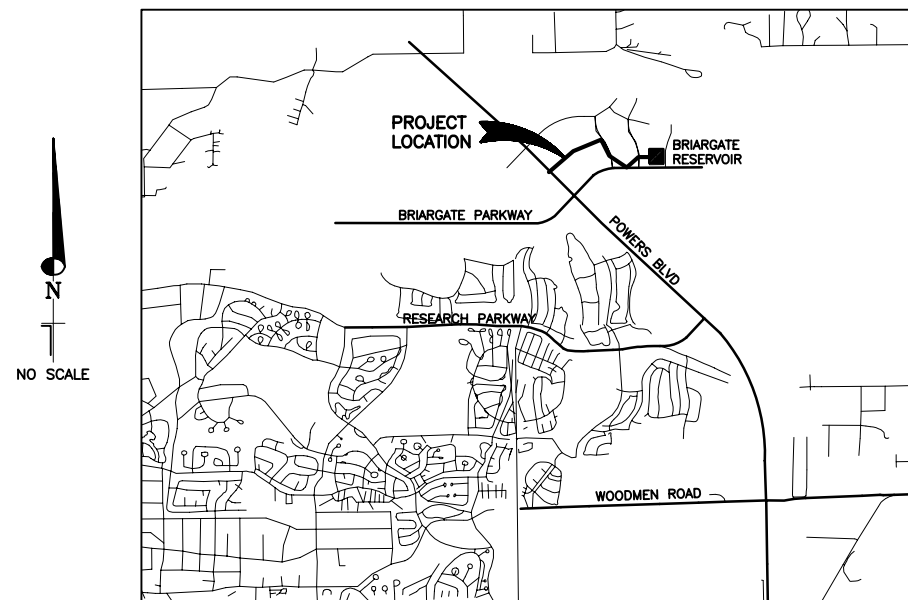 PROJECT
LOCATION
BRIARGATE
RESERVOIR
BRIARGATE PARKWAY
POWERS BLVD
N
RESEARCH PARKWAY
NO SCALE
WOODMEN ROAD